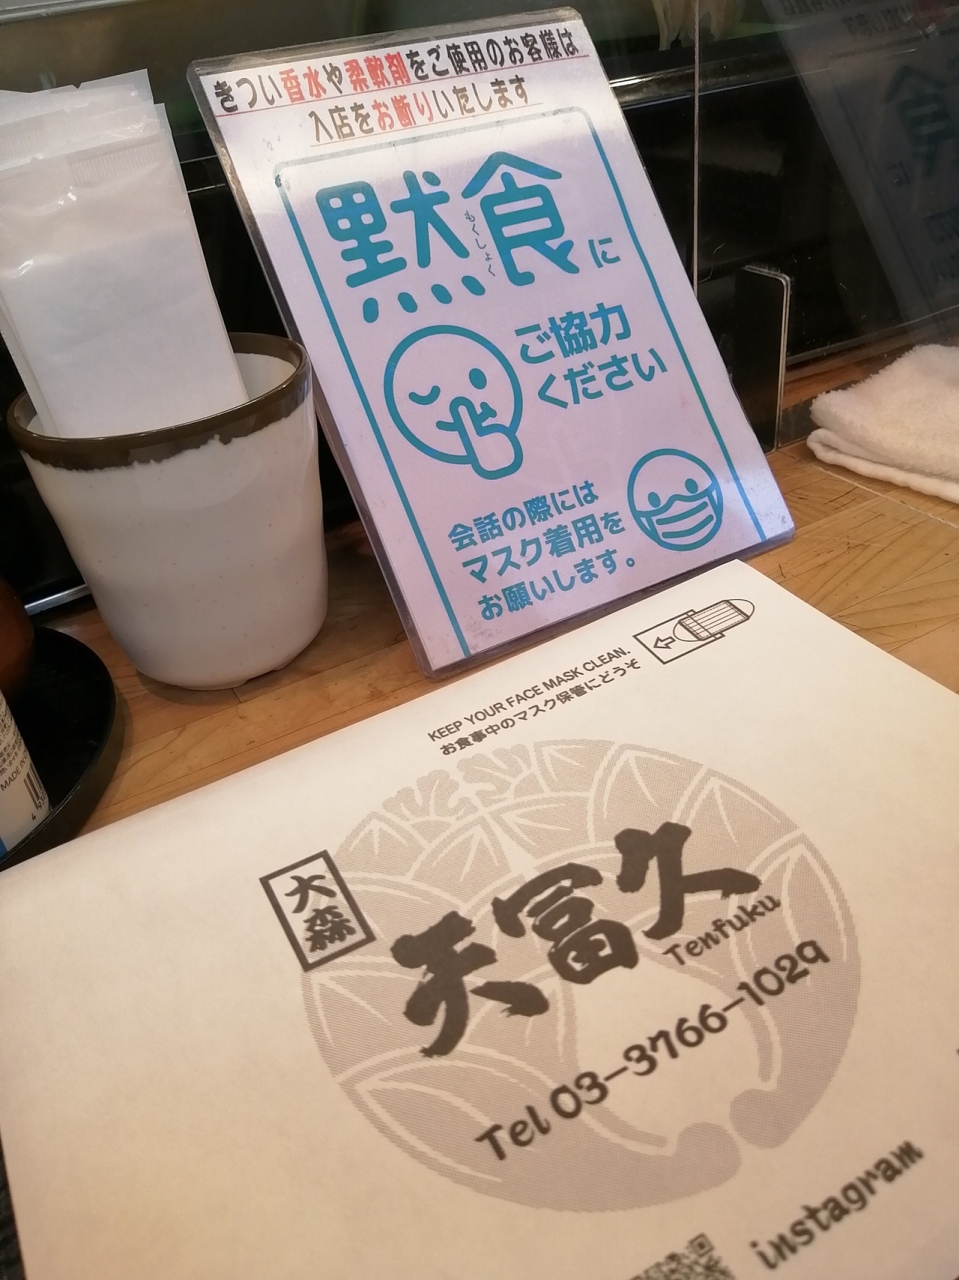 きつい香水や柔軟剤をご使用のお客様は
入店をお断りいたします
黙食に
もくしょく
ご協力
ください
会話の際には
マスク着用を
お願いします。
KEEP YOUR FACE MASK CLEAN.
お食事中のマスク保管にどうぞ
大森
天冨久
Tenfuku
Tel 03-3766-1029
instagram